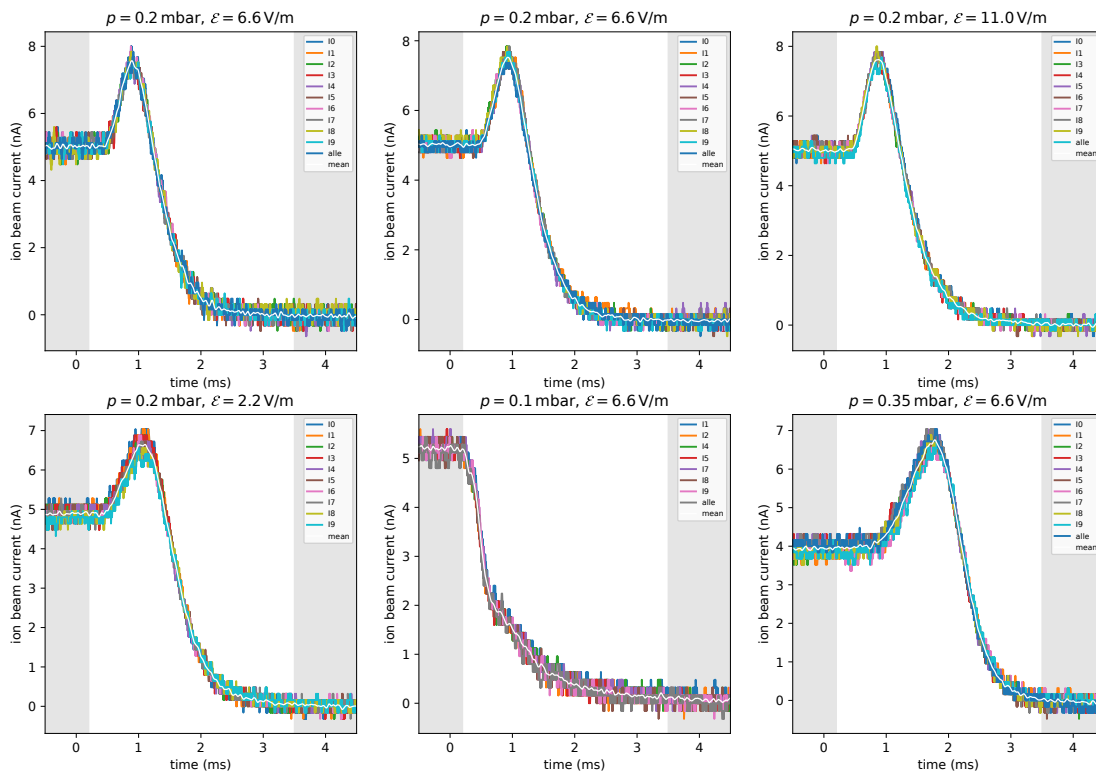 p = 0.2 mbar, ℰ = 6.6 V/m
ion beam current (nA)
8
6
4
2
0
0 1 2 3 4
time (ms)
I0
I1
I2
I3
I4
I5
I6
I7
I8
I9
alle
mean
p = 0.2 mbar, ℰ = 6.6 V/m
ion beam current (nA)
8
6
4
2
0
0 1 2 3 4
time (ms)
I0
I1
I2
I3
I4
I5
I6
I7
I8
I9
alle
mean
p = 0.2 mbar, ℰ = 11.0 V/m
ion beam current (nA)
8
6
4
2
0
0 1 2 3 4
time (ms)
I0
I1
I3
I4
I5
I6
I7
I8
I9
alle
mean
p = 0.2 mbar, ℰ = 2.2 V/m
ion beam current (nA)
7
6
5
4
3
2
1
0
0 1 2 3 4
time (ms)
I0
I1
I2
I3
I4
I5
I6
I7
I8
I9
mean
p = 0.1 mbar, ℰ = 6.6 V/m
ion beam current (nA)
5
4
3
2
1
0
0 1 2 3 4
time (ms)
I1
I2
I4
I5
I7
I8
I9
alle
mean
p = 0.35 mbar, ℰ = 6.6 V/m
ion beam current (nA)
7
6
5
4
3
2
1
0
0 1 2 3 4
time (ms)
I0
I1
I2
I3
I4
I5
I6
I7
I8
I9
alle
mean